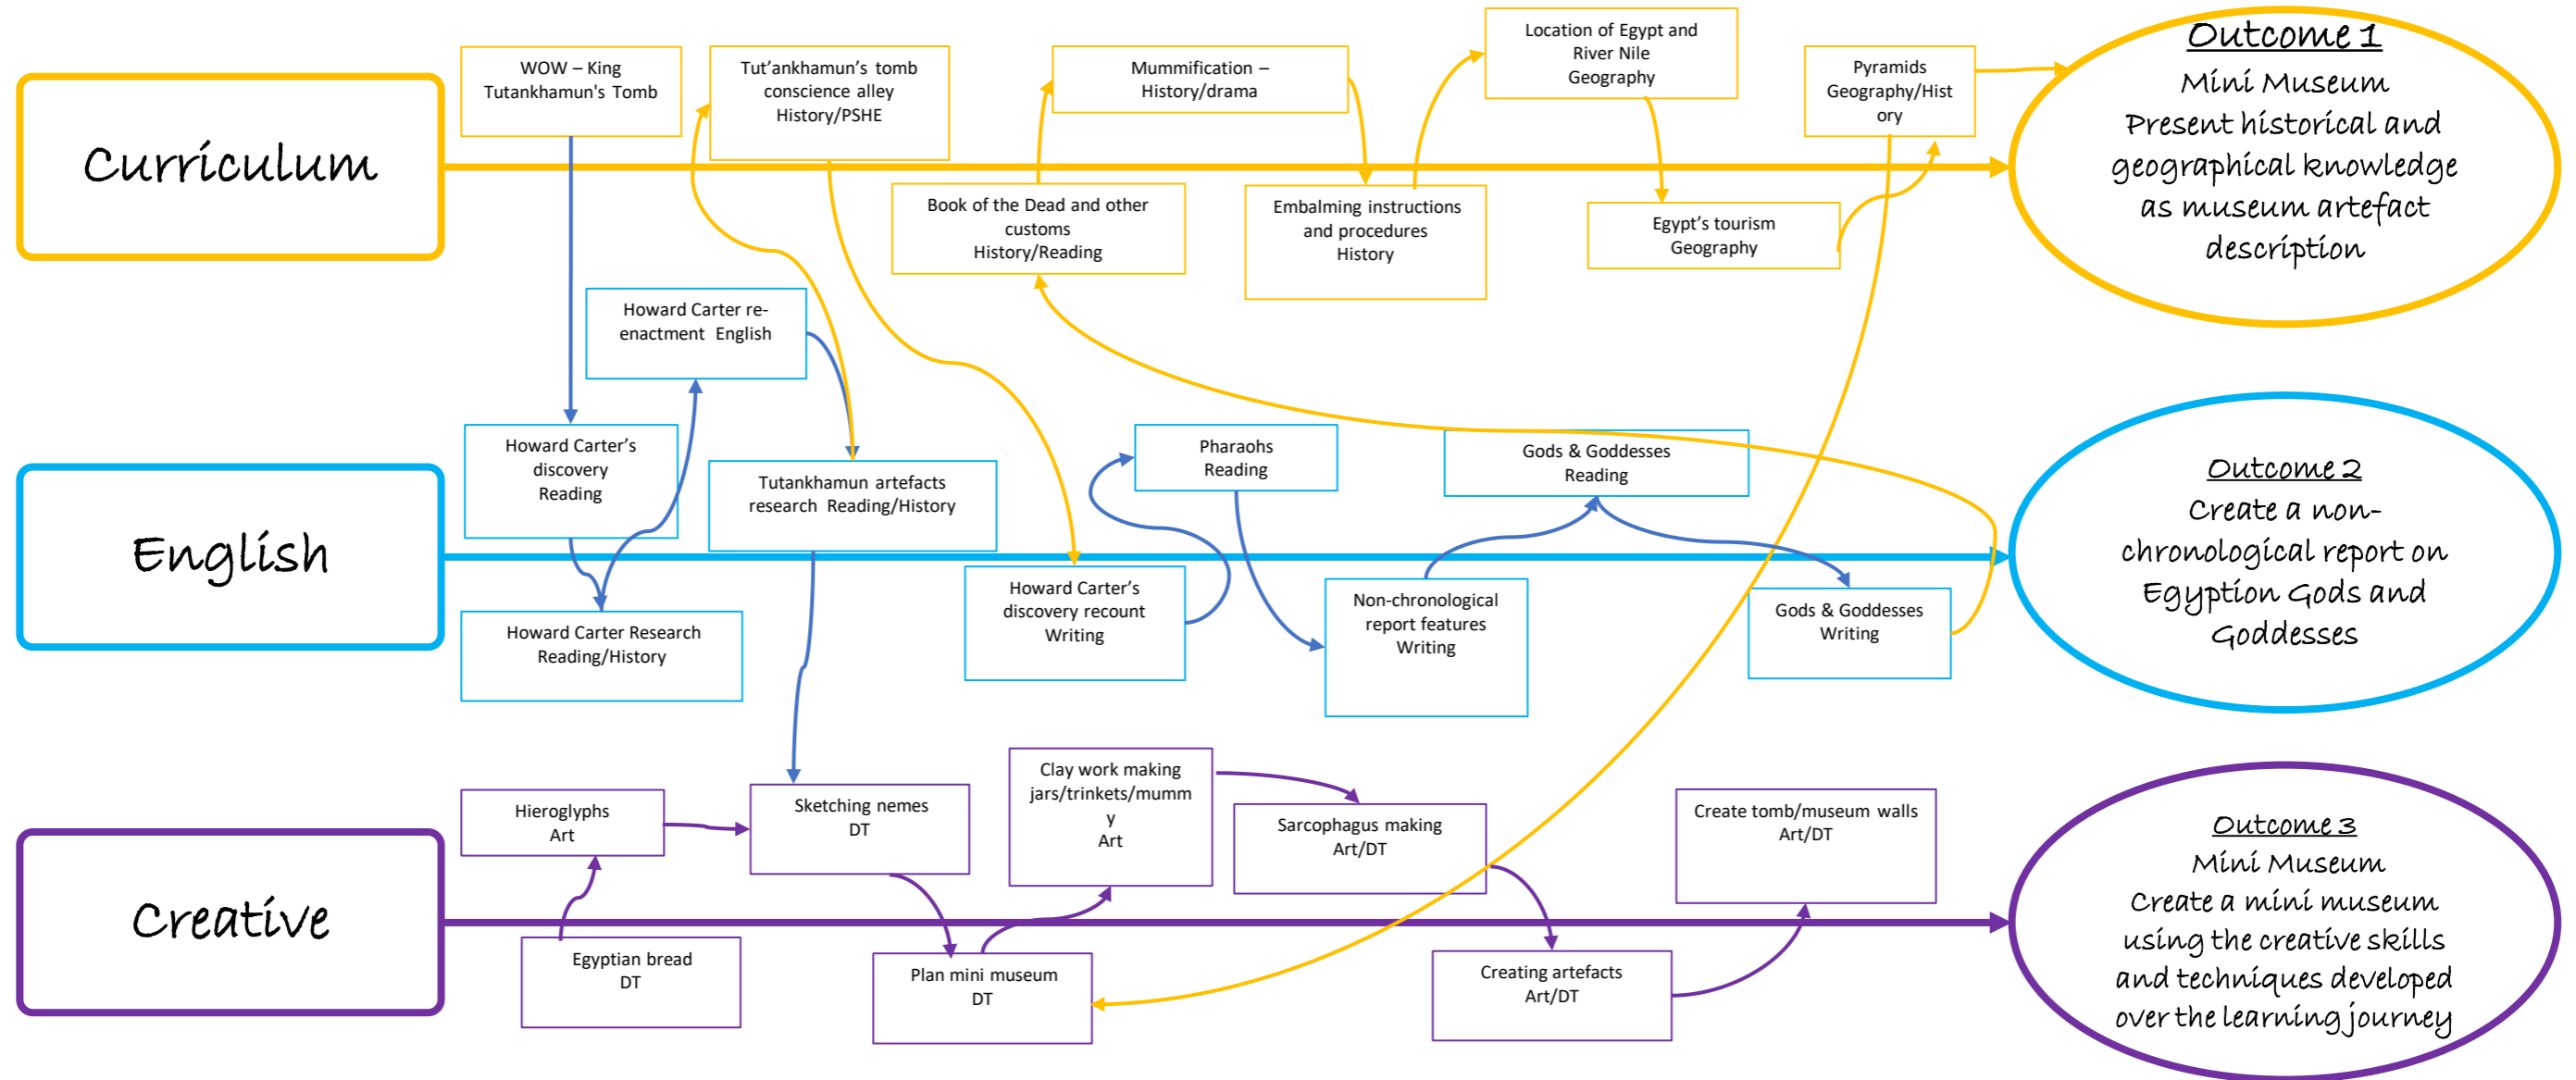 Curriculum
WOW – King
Tutankhamun's Tomb
Tut’ankhamun’s tomb
conscience alley
History/PSHE
Book of the Dead and other
customs
History/Reading
Mummification –
History/drama
Embalming instructions
and procedures
History
Location of Egypt and
River Nile
Geography
Egypt’s tourism
Geography
Pyramids
Geography/Hist
ory
Outcome 1
Mini Museum
Present historical and
geographical knowledge
as museum artefact
description
English
Howard Carter’s
discovery
Reading
Howard Carter Research
Reading/History
Howard Carter re-
enactment English
Tutankhamun artefacts
research Reading/History
Howard Carter’s
discovery recount
Writing
Pharaohs
Reading
Non-chronological
report features
Writing
Gods & Goddesses
Reading
Gods & Goddesses
Writing
Outcome 2
Create a non-
chronological report on
Egyption Gods and
Goddesses
Creative
Egyptian bread
DT
Hieroglyphs
Art
Sketching nemes
DT
Plan mini museum
DT
Clay work making
jars/trinkets/mumm
y
Art
Sarcophagus making
Art/DT
Creating artefacts
Art/DT
Create tomb/museum walls
Art/DT
Outcome 3
Mini Museum
Create a mini museum
using the creative skills
and techniques developed
over the learning journey